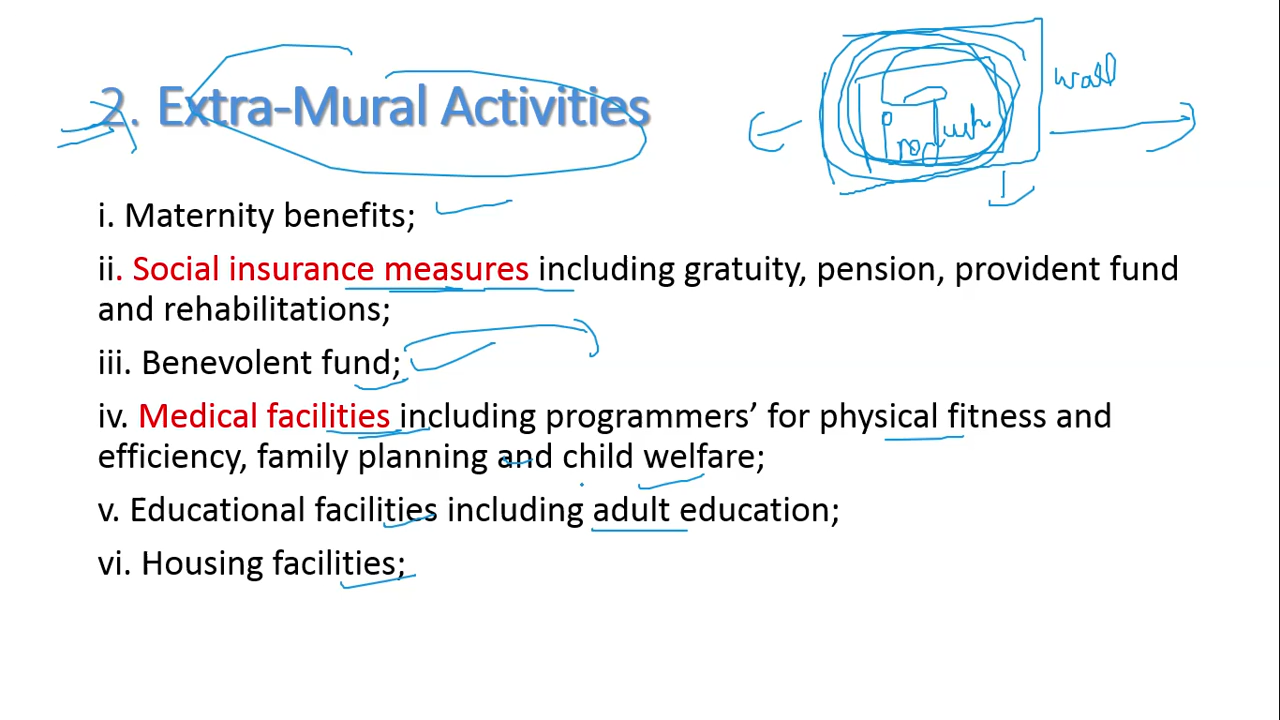 2. Extra-Mural Activities
wall
i. Maternity benefits;
ii. Social insurance measures including gratuity, pension, provident fund
and rehabilitations;
iii. Benevolent fund;
iv. Medical facilities including programmers’ for physical fitness and
efficiency, family planning and child welfare;
v. Educational facilities including adult education;
vi. Housing facilities;